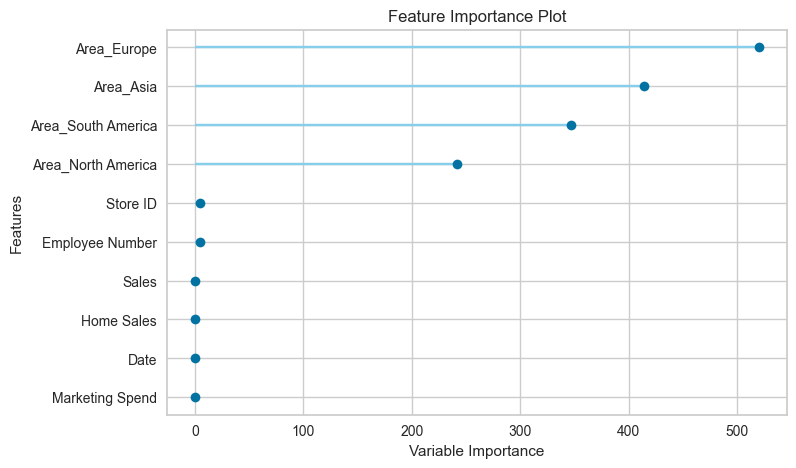 Feature Importance Plot
Area_Europe
Area_Asia
Area_South America
Area_North America
Store ID
Employee Number
Sales
Home Sales
Date
Marketing Spend
Features
0 100 200 300 400 500
Variable Importance